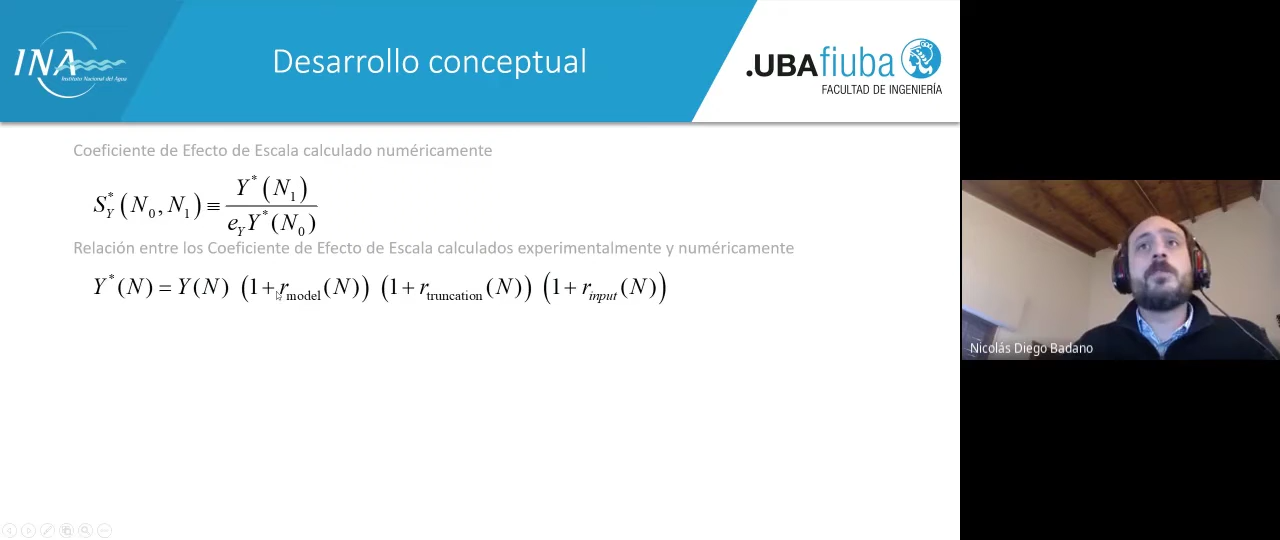 INA
Instituto Nacional del Agua
Desarrollo conceptual
.UBAfiuba
FACULTAD DE INGENIERÍA
Coeficiente de Efecto de Escala calculado numéricamente
S*_Y (N_0, N_1) ≡ Y*(N_1) / e_Y Y*(N_0)
Relación entre los Coeficiente de Efecto de Escala calculados experimentalmente y numéricamente
Y*(N) = Y(N) (1 + r_model(N)) (1 + r_truncation(N)) (1 + r_input(N))
Nicolás Diego Badano